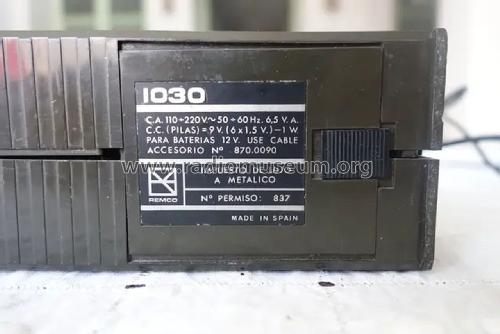 1030
C.A. 110÷220V.∿ 50÷60 Hz. 6,5 V. A.
C.C. (PILAS) = 9 V. (6 x 1,5 V.) - 1 W
PARA BATERIAS 12 V. USE CABLE
ACCESORIO Nº 870.0090
www.radiomuseum.org
A METALICO
REMCO
Nº PERMISO: 837
MADE IN SPAIN